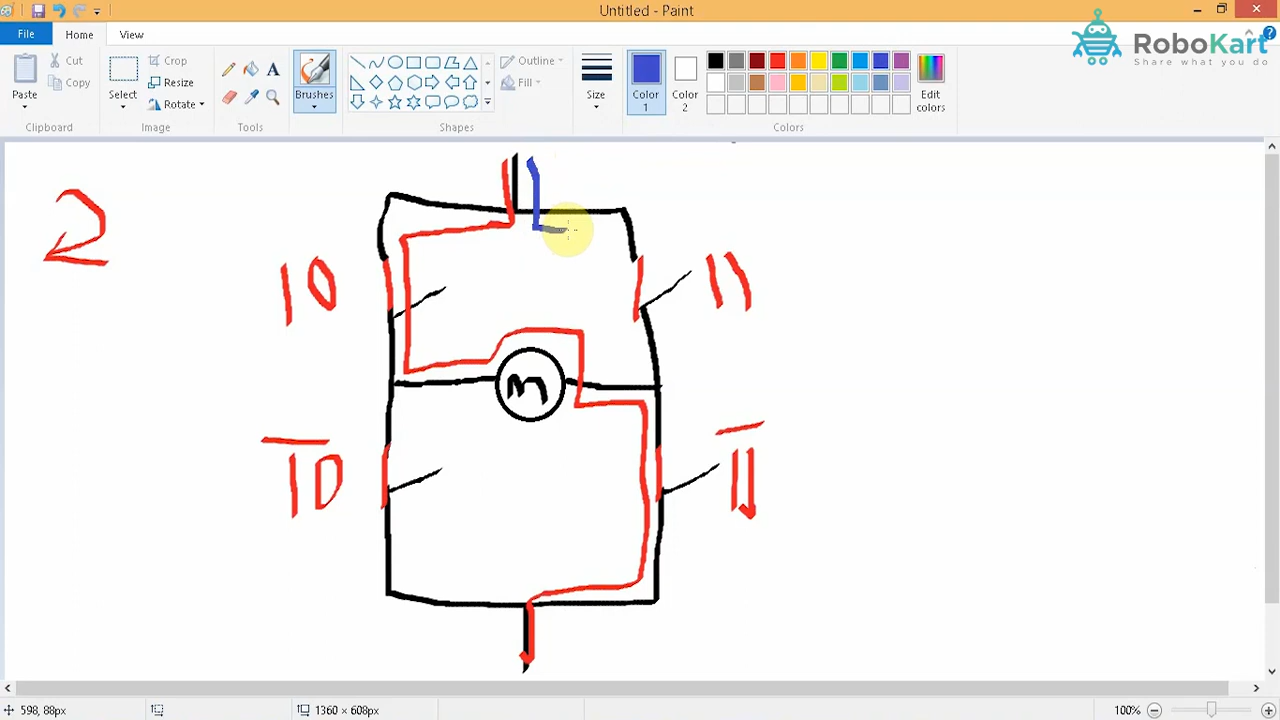 Untitled - Paint
File Home View
RoboKart
Share what you do
Paste
Cut
Copy
Clipboard
Select
Crop
Resize
Rotate
Image
Tools
A
Brushes
Outline
Fill
Shapes
Size
Color
1
Color
2
Edit
colors
Colors
2
10
11
m
10
11
598, 88px
1360 × 608px
100%